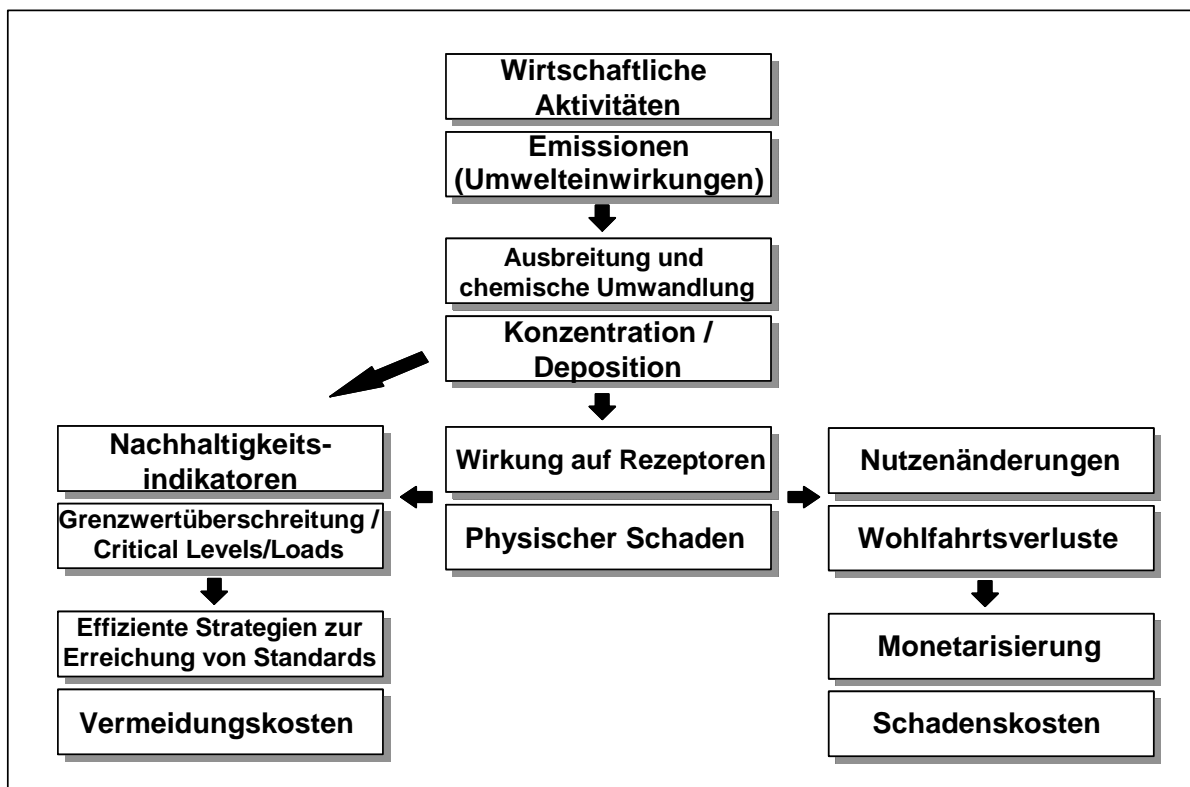 Wirtschaftliche
Aktivitäten
Emissionen
(Umwelteinwirkungen)
Ausbreitung und
chemische Umwandlung
Konzentration /
Deposition
Nachhaltigkeits-
indikatoren
Grenzwertüberschreitung /
Critical Levels/Loads
Effiziente Strategien zur
Erreichung von Standards
Vermeidungskosten
Wirkung auf Rezeptoren
Physischer Schaden
Nutzenänderungen
Wohlfahrtsverluste
Monetarisierung
Schadenskosten